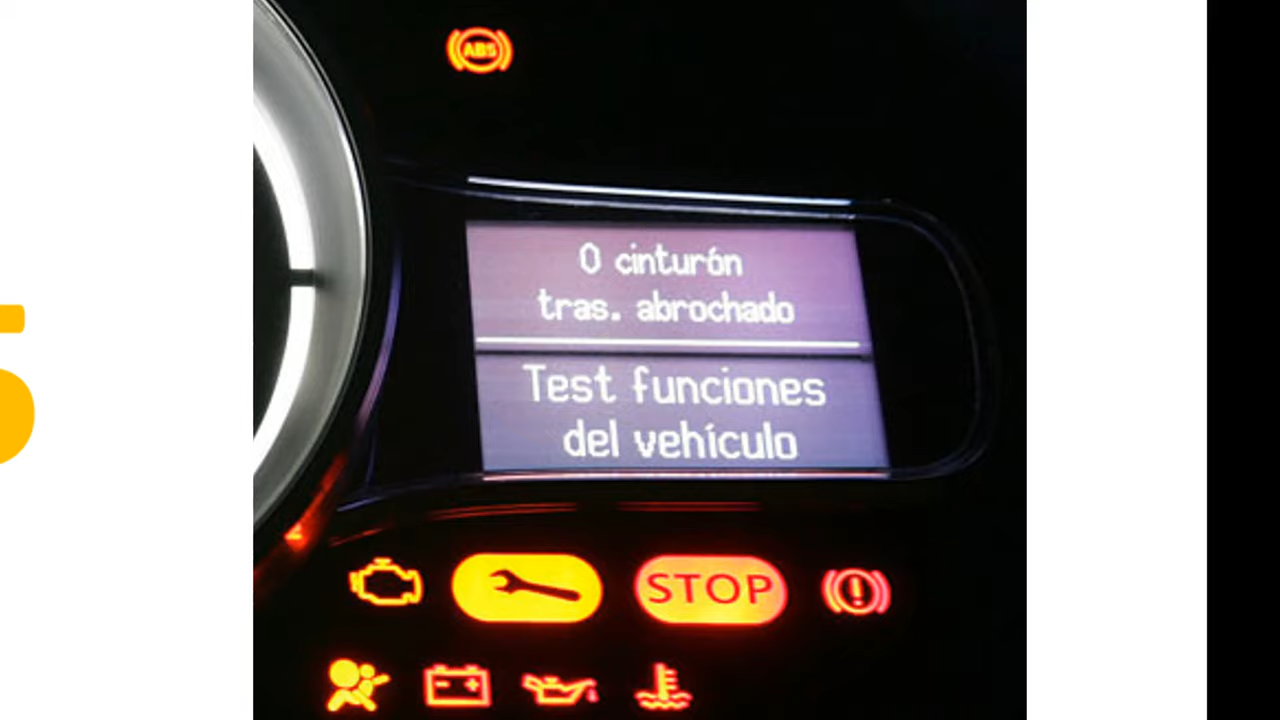 ABS
0 cinturón
tras. abrochado
Test funciones
del vehículo
STOP